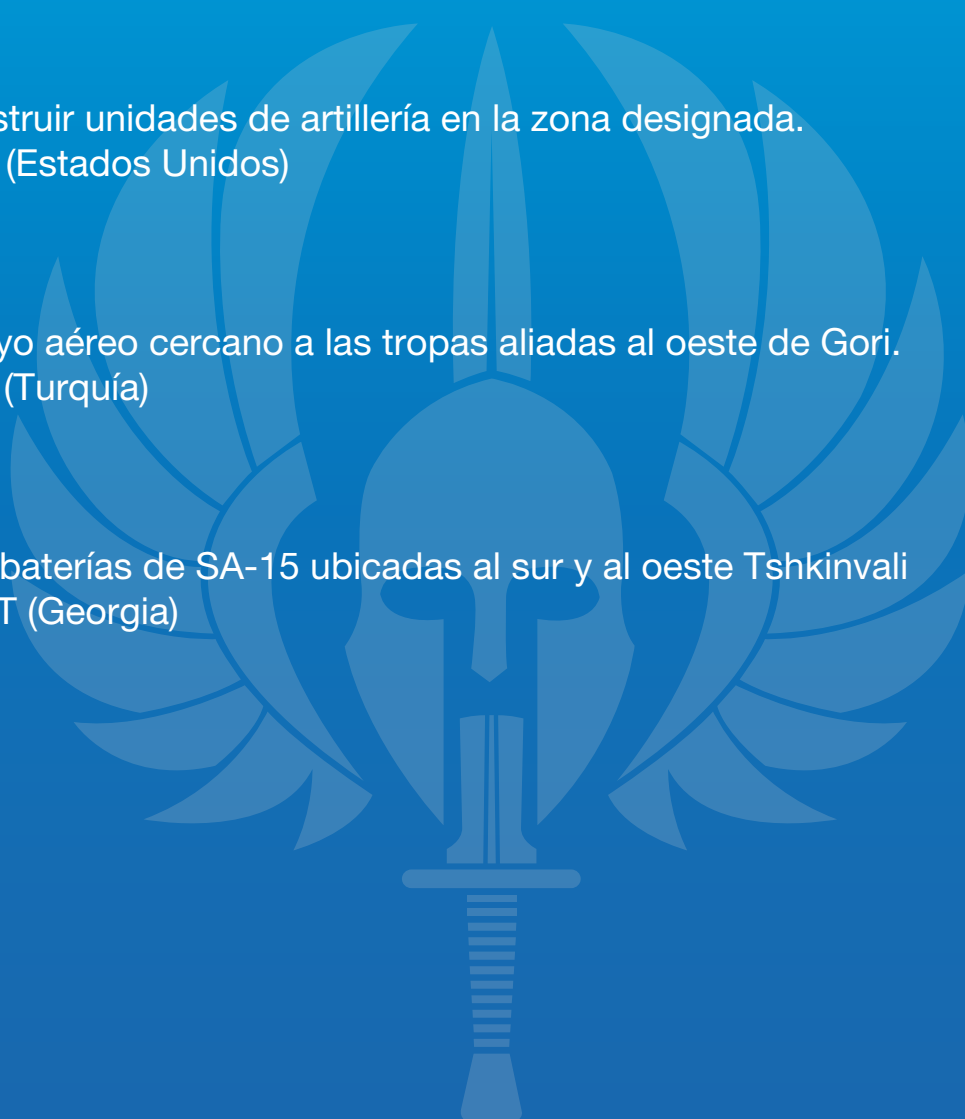 struir unidades de artillería en la zona designada.
(Estados Unidos)
yo aéreo cercano a las tropas aliadas al oeste de Gori.
(Turquía)
baterías de SA-15 ubicadas al sur y al oeste Tshkinvali
T (Georgia)